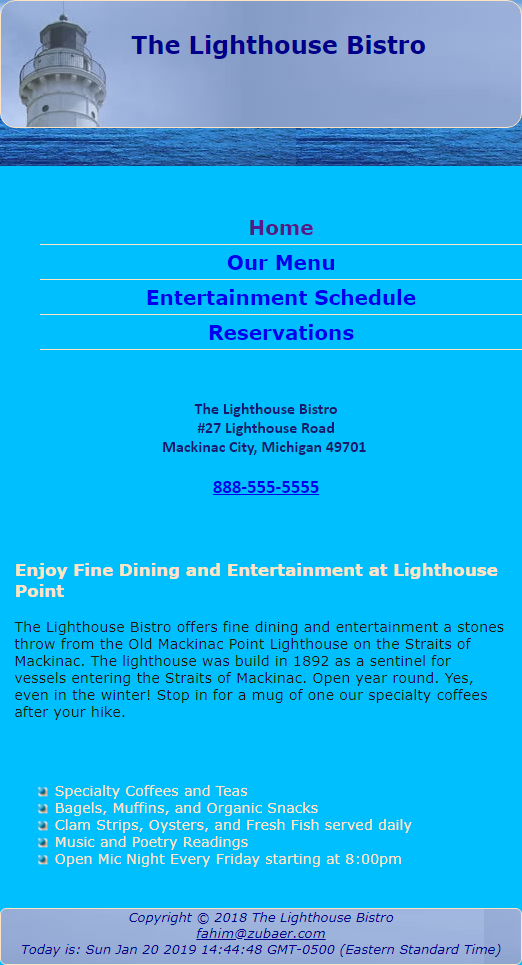 The Lighthouse Bistro
Home
Our Menu
Entertainment Schedule
Reservations
The Lighthouse Bistro
#27 Lighthouse Road
Mackinac City, Michigan 49701
888-555-5555
Enjoy Fine Dining and Entertainment at Lighthouse
Point
The Lighthouse Bistro offers fine dining and entertainment a stones
throw from the Old Mackinac Point Lighthouse on the Straits of
Mackinac. The lighthouse was build in 1892 as a sentinel for
vessels entering the Straits of Mackinac. Open year round. Yes,
even in the winter! Stop in for a mug of one our specialty coffees
after your hike.
Specialty Coffees and Teas
Bagels, Muffins, and Organic Snacks
Clam Strips, Oysters, and Fresh Fish served daily
Music and Poetry Readings
Open Mic Night Every Friday starting at 8:00pm
Copyright © 2018 The Lighthouse Bistro
fahim@zubaer.com
Today is: Sun Jan 20 2019 14:44:48 GMT-0500 (Eastern Standard Time)